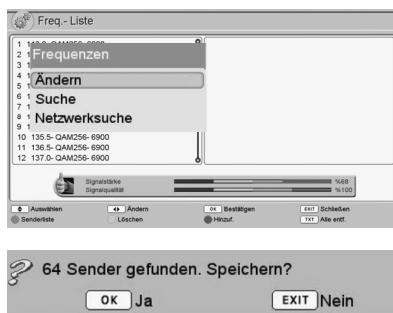 Freq.- Liste
1
2
3
4
5
6
7
8
9
Frequenzen
Ändern
Suche
Netzwerksuche
10 135.5- QAM256- 6900
11 136.5- QAM256- 6900
12 137.0- QAM256- 6900
Signalstärke %68
Signalqualität %100
Auswählen Ändern OK Bestätigen EXIT Schließen
Senderliste Löschen Hinzuf. TXT Alle entf.
64 Sender gefunden. Speichern?
OK Ja EXIT Nein